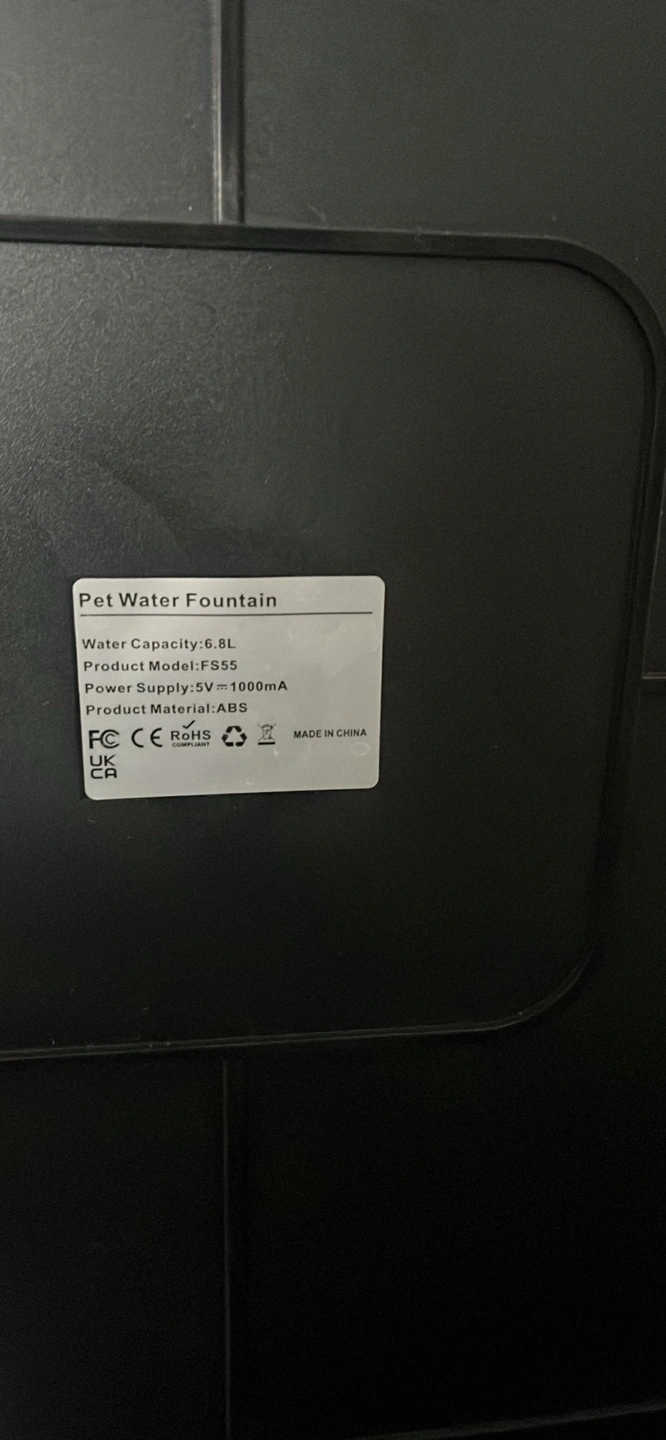 Pet Water Fountain
Water Capacity:6.8L
Product Model:FS55
Power Supply:5V⎓1000mA
Product Material:ABS
FC CE RoHS COMPLIANT MADE IN CHINA
UK
CA